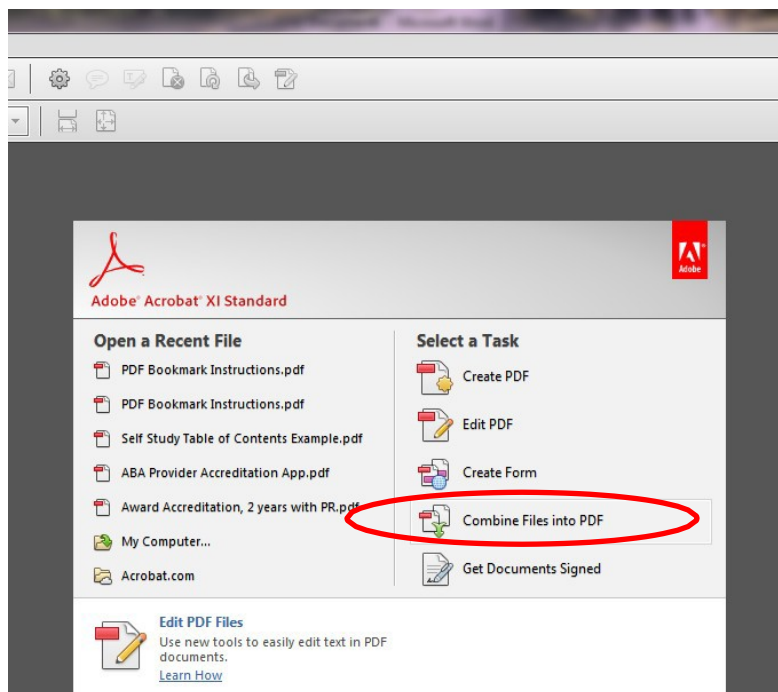 Adobe® Acrobat® XI Standard
Adobe
Open a Recent File
PDF Bookmark Instructions.pdf
PDF Bookmark Instructions.pdf
Self Study Table of Contents Example.pdf
ABA Provider Accreditation App.pdf
Award Accreditation, 2 years with PR.pdf
My Computer...
Acrobat.com
Select a Task
Create PDF
Edit PDF
Create Form
Combine Files into PDF
Get Documents Signed
Edit PDF Files
Use new tools to easily edit text in PDF
documents.
Learn How